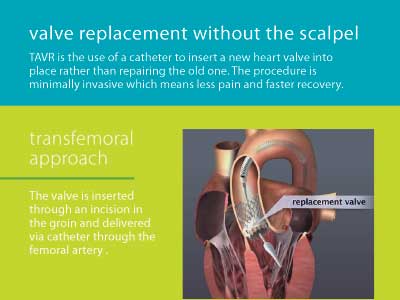 valve replacement without the scalpel
TAVR is the use of a catheter to insert a new heart valve into
place rather than repairing the old one. The procedure is
minimally invasive which means less pain and faster recovery.
transfemoral
approach
The valve is inserted
through an incision in
the groin and delivered
via catheter through the
femoral artery .
replacement valve